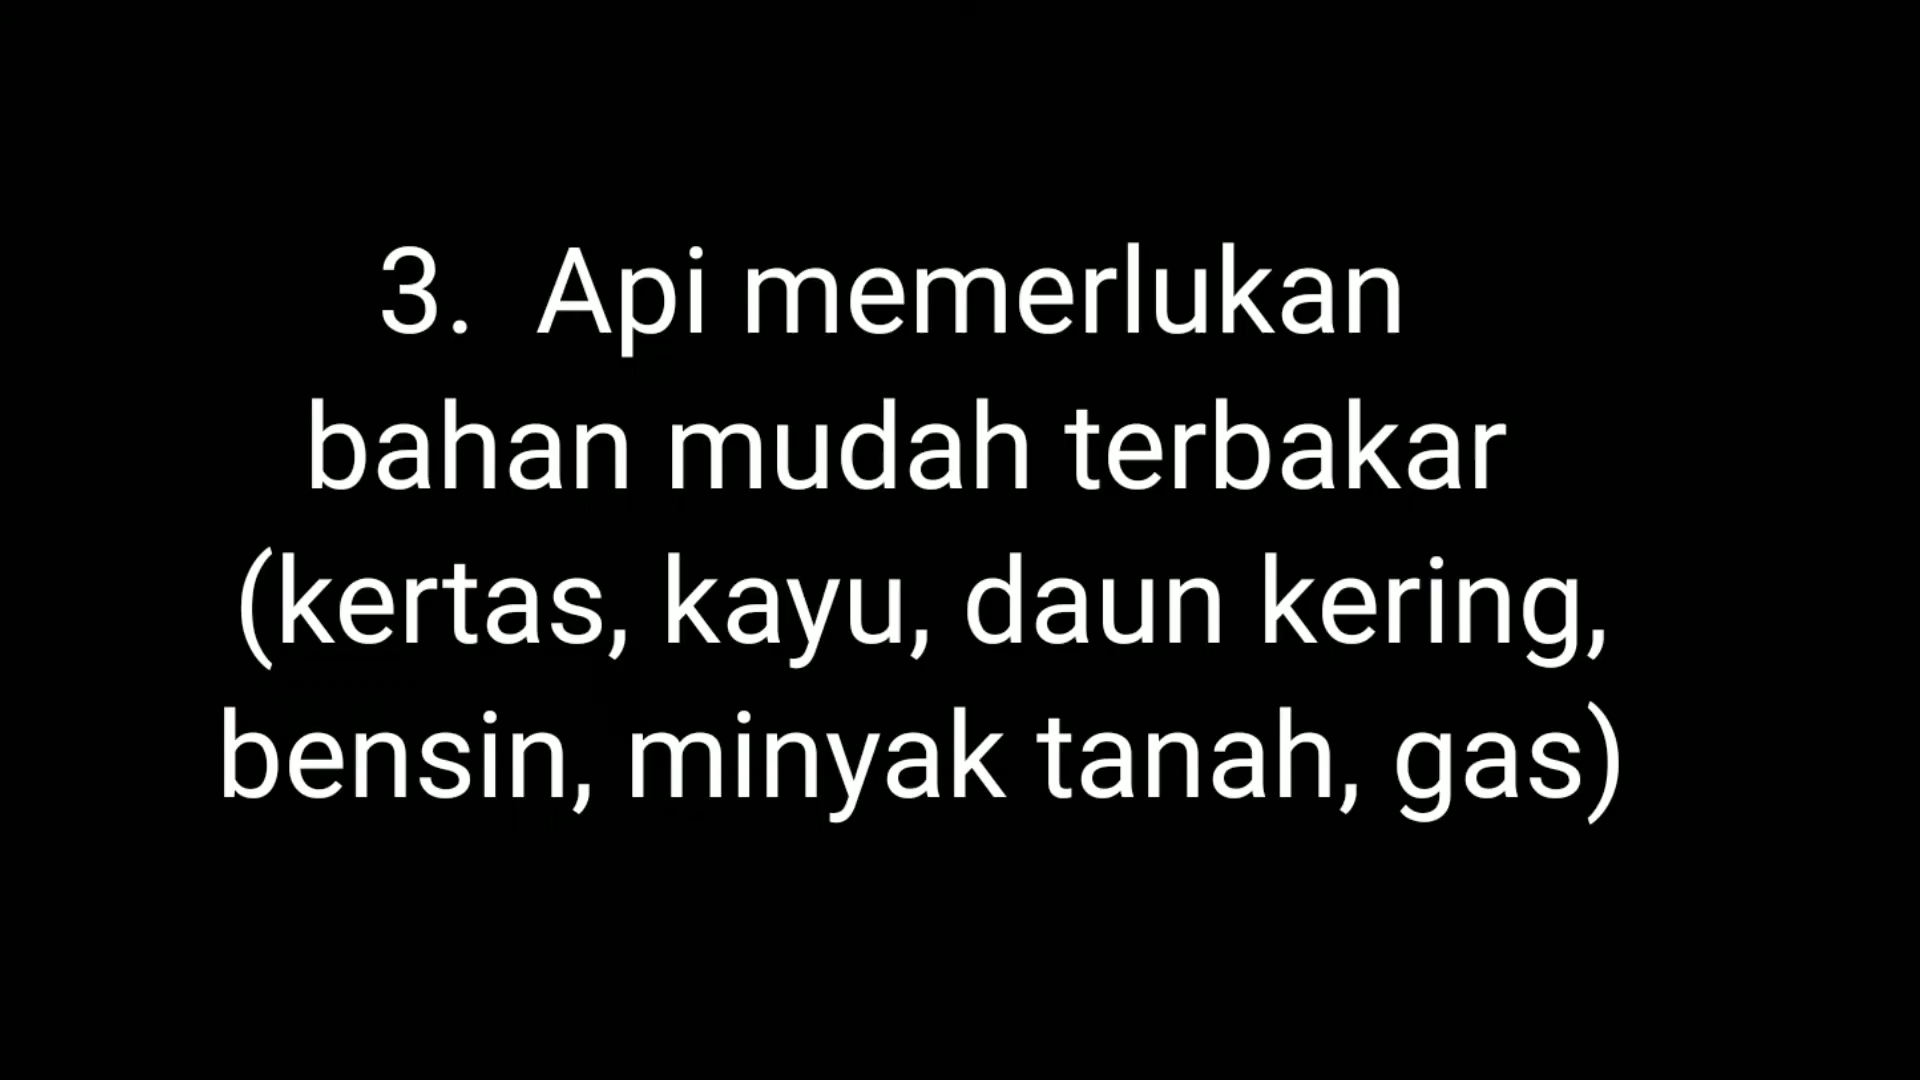 3. Api memerlukan
bahan mudah terbakar
(kertas, kayu, daun kering,
bensin, minyak tanah, gas)